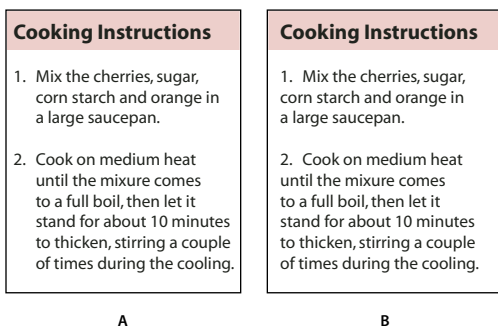 Cooking Instructions
1. Mix the cherries, sugar,
corn starch and orange in
a large saucepan.
2. Cook on medium heat
until the mixure comes
to a full boil, then let it
stand for about 10 minutes
to thicken, stirring a couple
of times during the cooling.
A
Cooking Instructions
1. Mix the cherries, sugar,
corn starch and orange in
a large saucepan.
2. Cook on medium heat
until the mixure comes
to a full boil, then let it
stand for about 10 minutes
to thicken, stirring a couple
of times during the cooling.
B